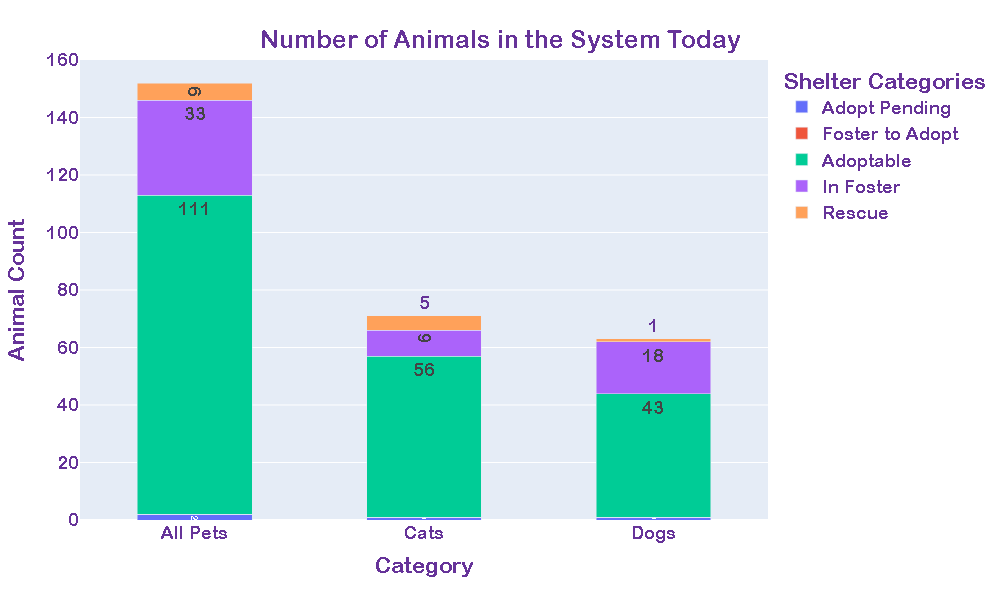 Number of Animals in the System Today
Shelter Categories
Adopt Pending
Foster to Adopt
Adoptable
In Foster
Rescue
Animal Count
160
140
120
100
80
60
40
20
0
6
33
111
2
5
9
56
1
18
43
All Pets
Cats
Dogs
Category